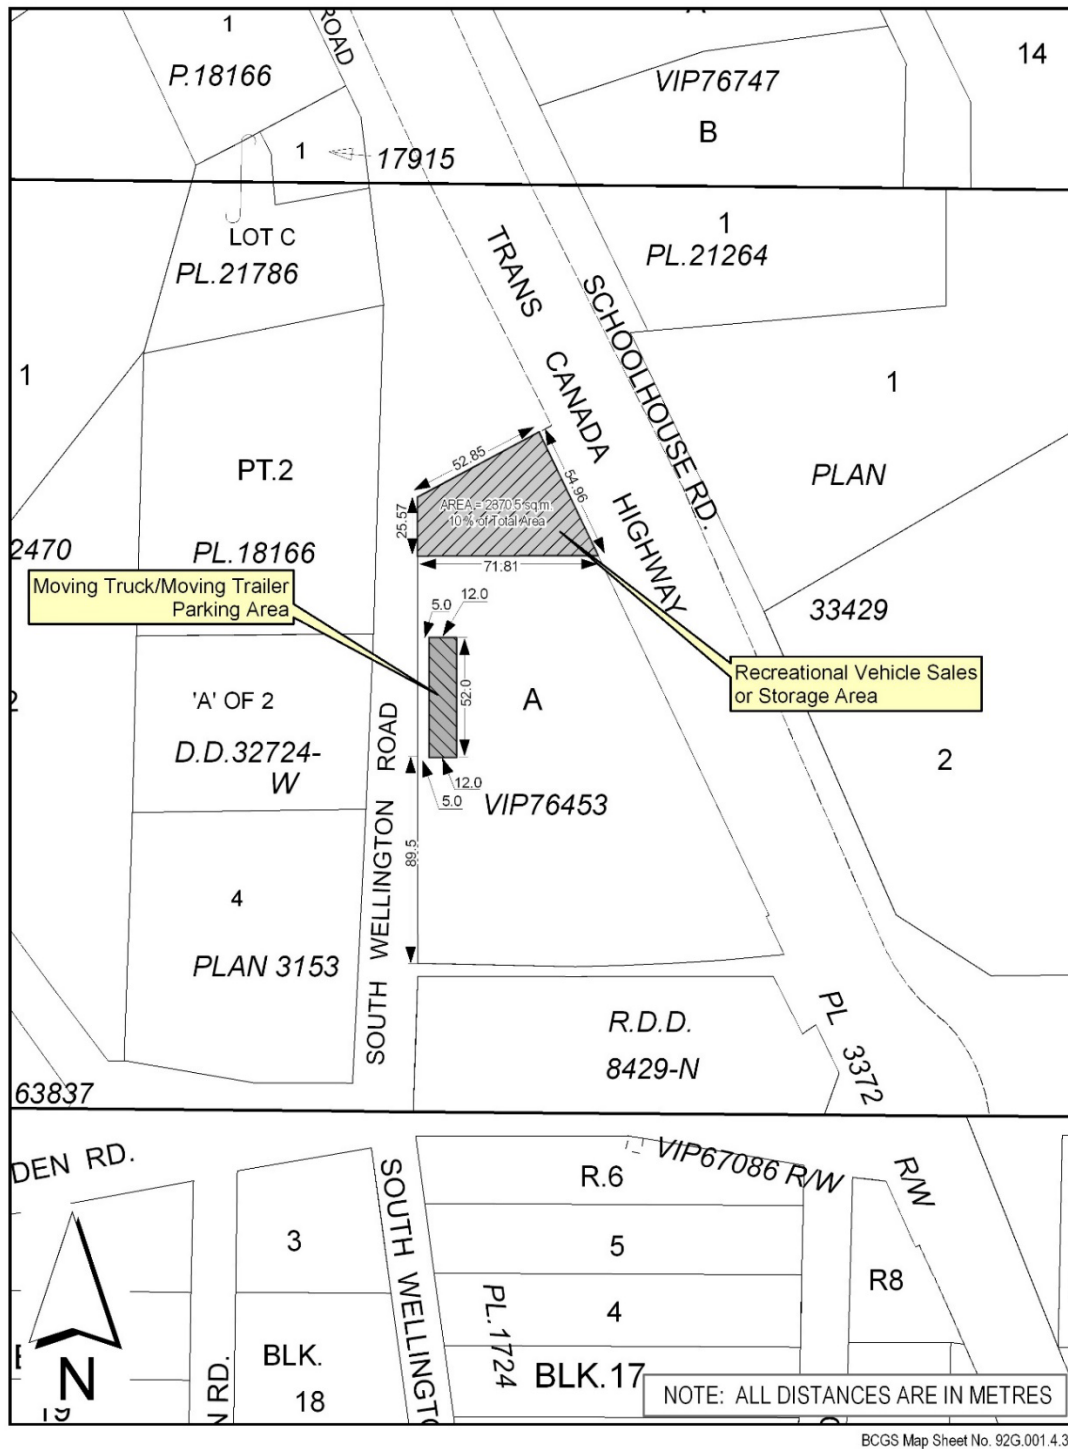 1
P.18166
ROAD
VIP76747
B
14
1
17915
LOT C
PL.21786
1
PL.21264
TRANS CANADA HIGHWAY
SCHOOLHOUSE RD.
1
1
PT.2
PL.18166
2470
PLAN
33429
52.85
54.96
25.57
AREA = 2870.5 sq.m.
10 % of Total Area
71.81
Moving Truck/Moving Trailer
Parking Area
5.0
12.0
52.0
12.0
5.0
89.5
Recreational Vehicle Sales
or Storage Area
'A' OF 2
D.D.32724-
W
A
VIP76453
2
SOUTH WELLINGTON ROAD
4
PLAN 3153
R.D.D.
8429-N
PL 3372
63837
DEN RD.
VIP67086 R/W
R/W
R.6
3
5
SOUTH WELLINGTO
4
R8
PL.1724
BLK.
18
BLK.17
N RD.
N
19
NOTE: ALL DISTANCES ARE IN METRES
BCGS Map Sheet No. 92G.001.4.3